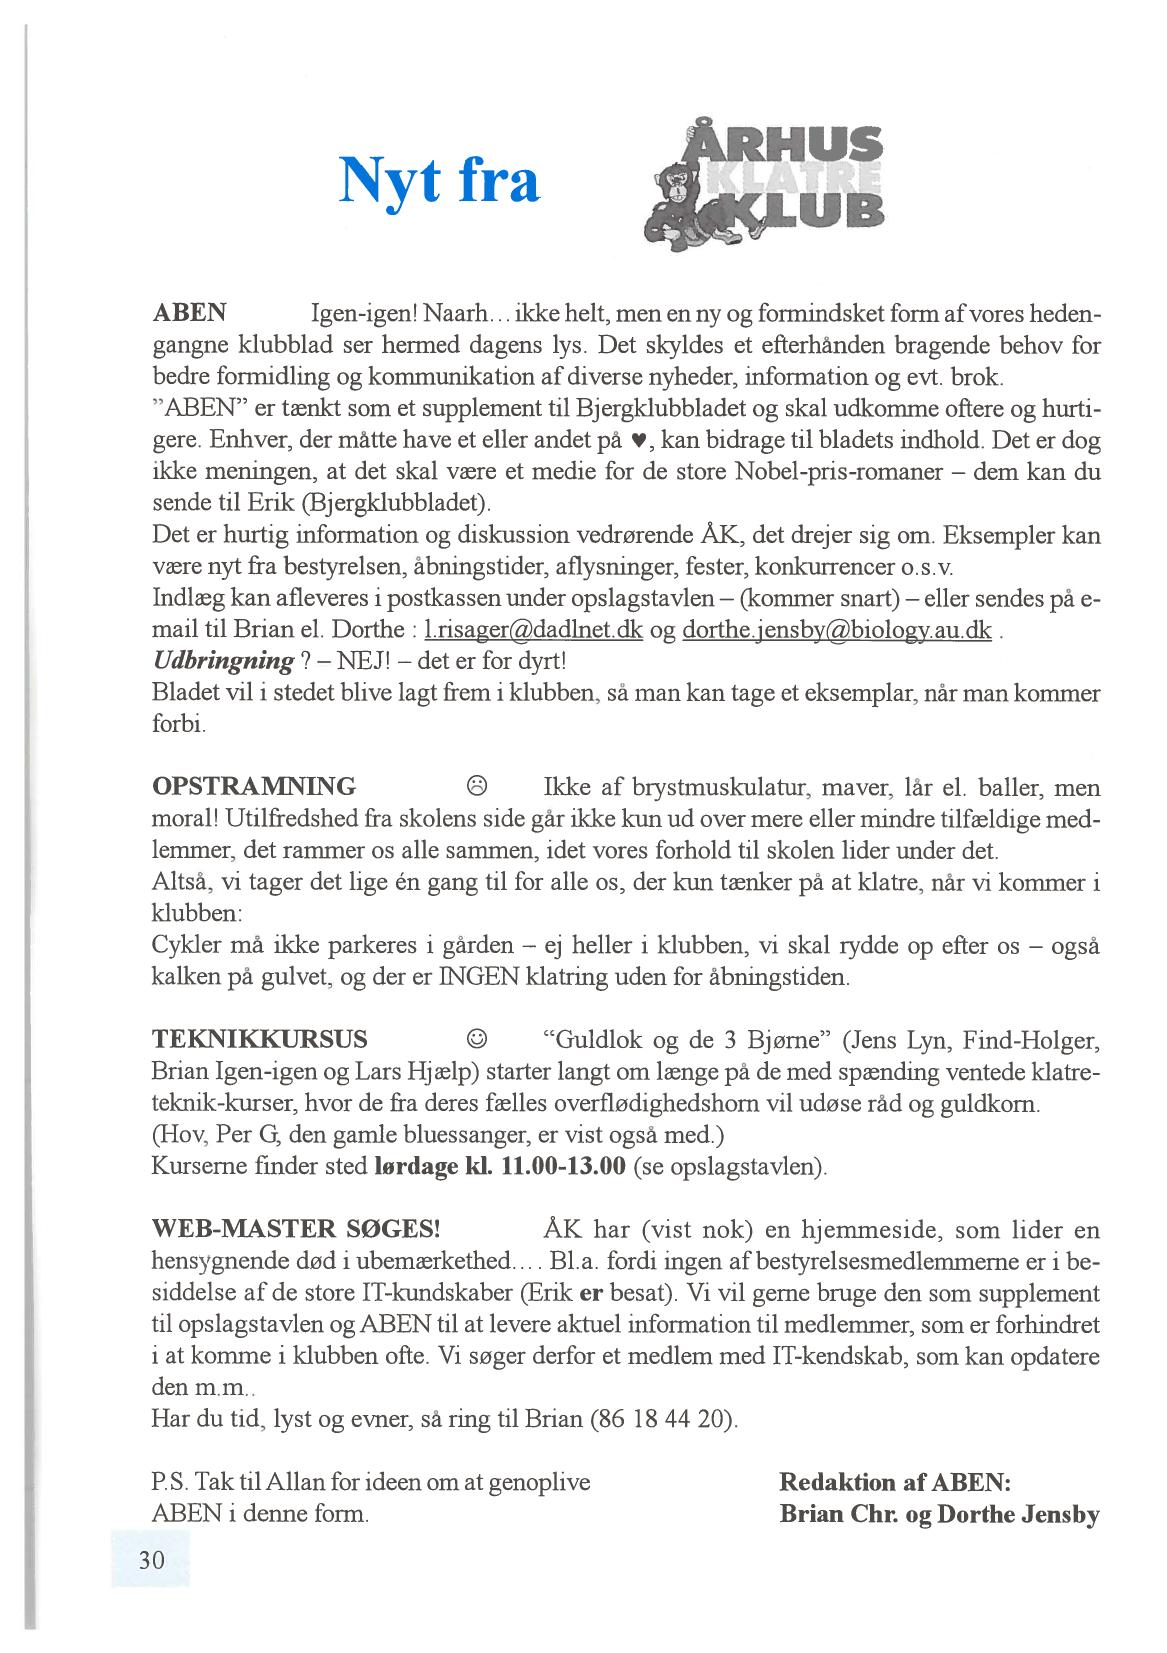 Nyt fra
ÅRHUS
KLATRE
KLUB
ABEN Igen-igen! Naarh... ikke helt, men en ny og formindsket form af vores heden-
gangne klubblad ser hermed dagens lys. Det skyldes et efterhånden bragende behov for
bedre formidling og kommunikation af diverse nyheder, information og evt. brok.
”ABEN” er tænkt som et supplement til Bjergklubbladet og skal udkomme oftere og hurti-
gere. Enhver, der måtte have et eller andet på ♥, kan bidrage til bladets indhold. Det er dog
ikke meningen, at det skal være et medie for de store Nobel-pris-romaner – dem kan du
sende til Erik (Bjergklubbladet).
Det er hurtig information og diskussion vedrørende ÅK, det drejer sig om. Eksempler kan
være nyt fra bestyrelsen, åbningstider, aflysninger, fester, konkurrencer o.s.v.
Indlæg kan afleveres i postkassen under opslagstavlen – (kommer snart) – eller sendes på e-
mail til Brian el. Dorthe : l.risager@dadlnet.dk og dorthe.jensby@biology.au.dk .
Udbringning ? – NEJ! – det er for dyrt!
Bladet vil i stedet blive lagt frem i klubben, så man kan tage et eksemplar, når man kommer
forbi.
OPSTRAMNING ☹ Ikke af brystmuskulatur, maver, lår el. baller, men
moral! Utilfredshed fra skolens side går ikke kun ud over mere eller mindre tilfældige med-
lemmer, det rammer os alle sammen, idet vores forhold til skolen lider under det.
Altså, vi tager det lige én gang til for alle os, der kun tænker på at klatre, når vi kommer i
klubben:
Cykler må ikke parkeres i gården – ej heller i klubben, vi skal rydde op efter os – også
kalken på gulvet, og der er INGEN klatring uden for åbningstiden.
TEKNIKKURSUS ☺ “Guldlok og de 3 Bjørne” (Jens Lyn, Find-Holger,
Brian Igen-igen og Lars Hjælp) starter langt om længe på de med spænding ventede klatre-
teknik-kurser, hvor de fra deres fælles overflødighedshorn vil udøse råd og guldkorn.
(Hov, Per G, den gamle bluessanger, er vist også med.)
Kurserne finder sted lørdage kl. 11.00-13.00 (se opslagstavlen).
WEB-MASTER SØGES! ÅK har (vist nok) en hjemmeside, som lider en
hensygnende død i ubemærkethed.... Bl.a. fordi ingen af bestyrelsesmedlemmerne er i be-
siddelse af de store IT-kundskaber (Erik er besat). Vi vil gerne bruge den som supplement
til opslagstavlen og ABEN til at levere aktuel information til medlemmer, som er forhindret
i at komme i klubben ofte. Vi søger derfor et medlem med IT-kendskab, som kan opdatere
den m.m..
Har du tid, lyst og evner, så ring til Brian (86 18 44 20).
P.S. Tak til Allan for ideen om at genoplive
ABEN i denne form.
Redaktion af ABEN:
Brian Chr. og Dorthe Jensby
30